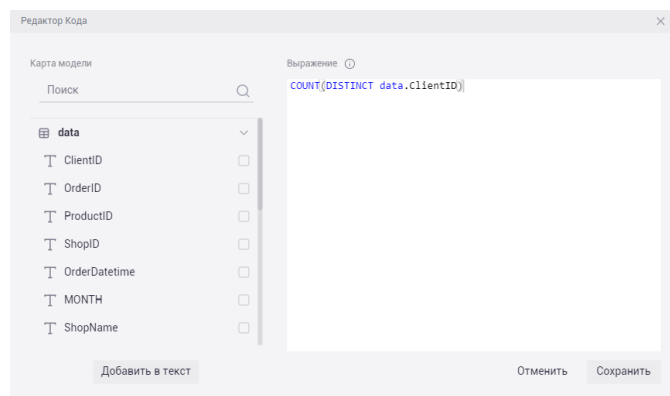 Редактор Кода
Карта модели
Поиск
data
ClientID
OrderID
ProductID
ShopID
OrderDatetime
MONTH
ShopName
Добавить в текст
Выражение
COUNT(DISTINCT data.ClientID)
Отменить
Сохранить